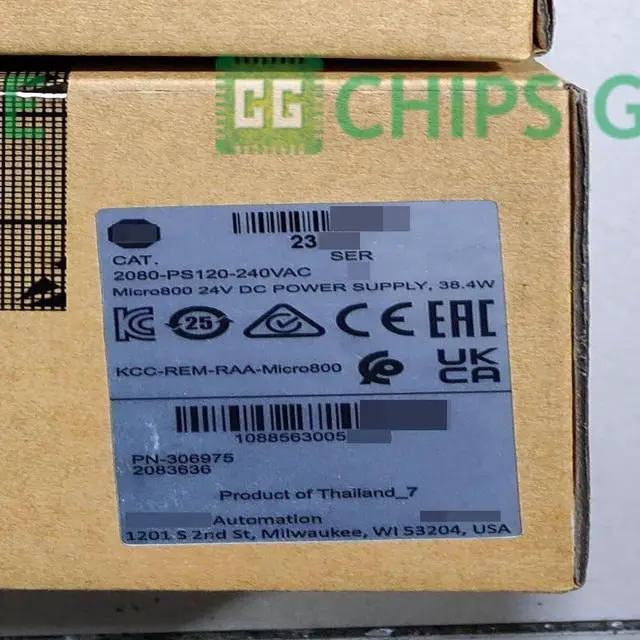 CG CHIPS G
23
CAT. SER
2080-PS120-240VAC
Micro800 24V DC POWER SUPPLY, 38.4W
25 CE EAC
KCC-REM-RAA-Micro800 UK CA
1088563005
PN-306975
2083636
Product of Thailand_7
Automation
1201 S 2nd St, Milwaukee, WI 53204, USA